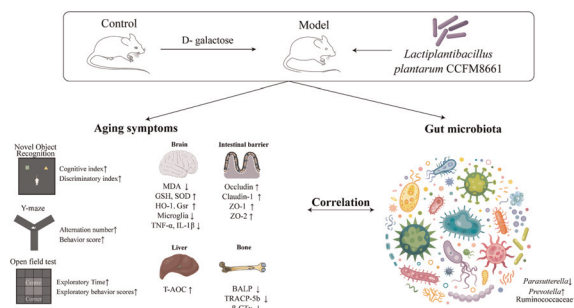 Control
D- galactose
Model
Lactiplantibacillus
plantarum CCFM8661
Aging symptoms
Gut microbiota
Novel Object
Recognition
Cognitive index↑
Discriminatory index↑
Y-maze
Alternation number↑
Behavior score↑
Open field test
Corner
Corner
Exploratory Time↑
Exploratory behavior scores↑
Brain
MDA ↓
GSH, SOD ↑
HO-1. Gsr ↑
Microglia ↓
TNF-α, IL-1β ↓
Intestinal barrier
Occludin ↑
Claudin-1 ↑
ZO-1 ↑
ZO-2 ↑
Liver
T-AOC ↑
Bone
BALP ↓
TRACP-5b ↓
Correlation
Parasutterella↓
Prevotella↑
Ruminococcaceae↑